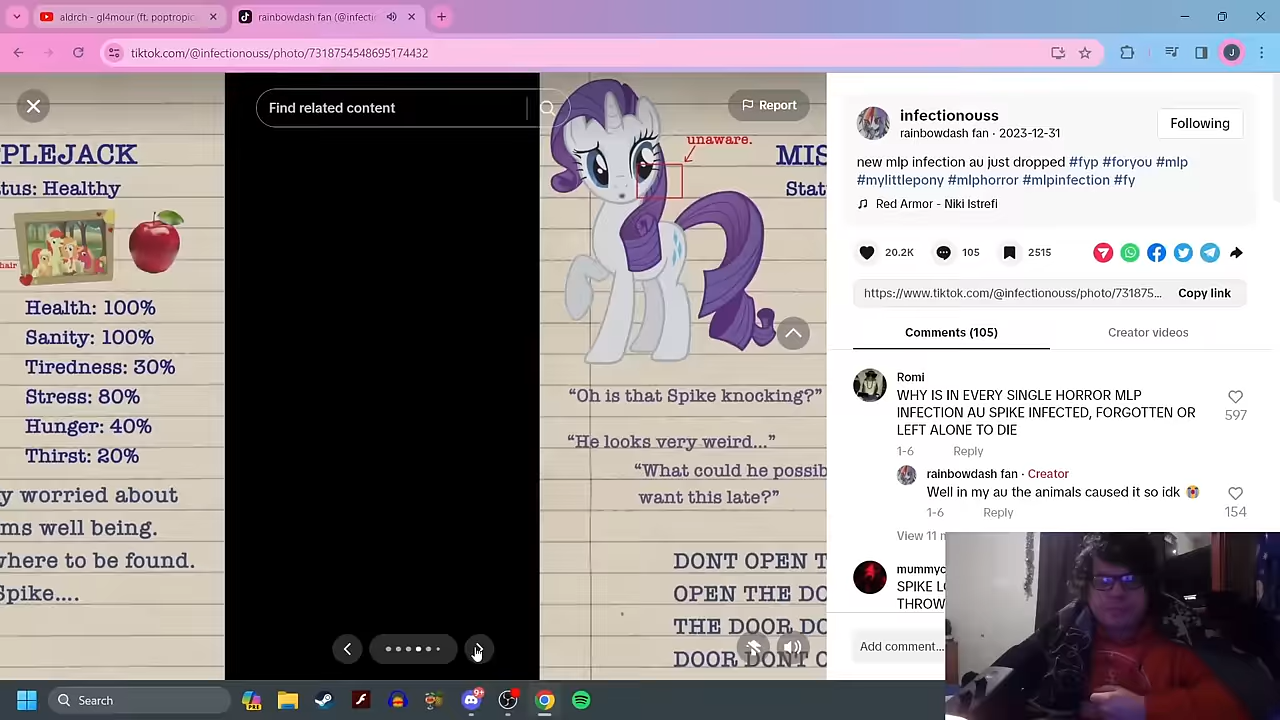 aldrch - gl4mour (ft. poptropic
rainbowdash fan (@infectio
tiktok.com/@infectionouss/photo/7318754548695174432
J
Find related content
Report
PPLEJACK
tus: Healthy
hair
Health: 100%
Sanity: 100%
Tiredness: 30%
Stress: 80%
Hunger: 40%
Thirst: 20%
y worried about
ms well being.
where to be found.
Spike....
unaware.
MIS
Stat
“Oh is that Spike knocking?”
“He looks very weird...”
“What could he possib
want this late?”
DONT OPEN T
OPEN THE DO
THE DOOR DO
DOOR DONT O
infectionouss
rainbowdash fan · 2023-12-31
Following
new mlp infection au just dropped #fyp #foryou #mlp
#mylittlepony #mlphorror #mlpinfection #fy
Red Armor - Niki Istrefi
20.2K
105
2515
https://www.tiktok.com/@infectionouss/photo/731875...
Copy link
Comments (105)
Creator videos
Romi
WHY IS IN EVERY SINGLE HORROR MLP
INFECTION AU SPIKE INFECTED, FORGOTTEN OR
LEFT ALONE TO DIE
597
1-6
Reply
rainbowdash fan · Creator
Well in my au the animals caused it so idk 😭
154
1-6
Reply
View 11 m
mummyc
SPIKE L
THROW
Add comment...
Search
PRE
9+